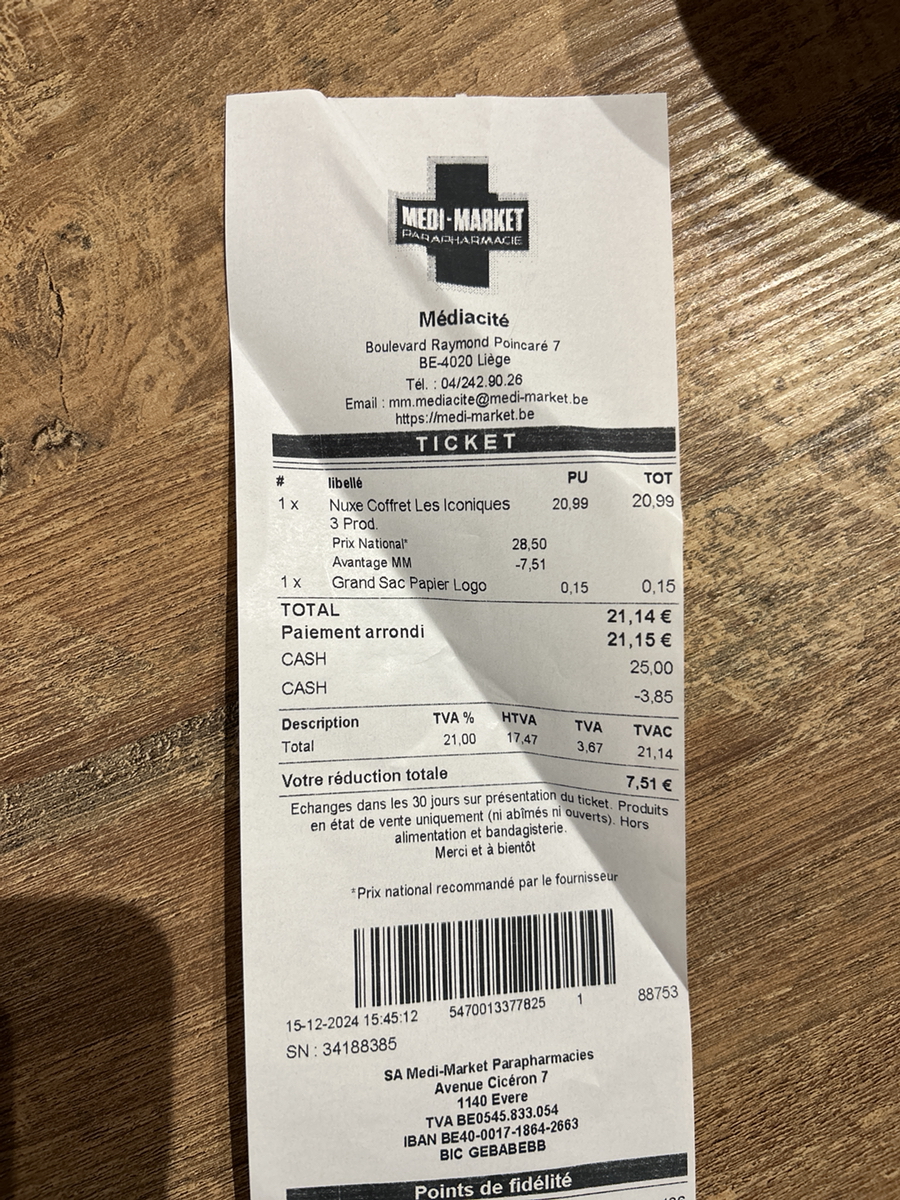 MEDI-MARKET
PARAPHARMACIE
Médiacité
Boulevard Raymond Poincaré 7
BE-4020 Liège
Tél. : 04/242.90.26
Email : mm.mediacite@medi-market.be
https://medi-market.be
TICKET
# libellé PU TOT
1 x Nuxe Coffret Les Iconiques 20,99 20,99
3 Prod.
Prix National* 28,50
Avantage MM -7,51
1 x Grand Sac Papier Logo 0,15 0,15
TOTAL 21,14 €
Paiement arrondi 21,15 €
CASH 25,00
CASH -3,85
Description TVA % HTVA TVA TVAC
Total 21,00 17,47 3,67 21,14
Votre réduction totale 7,51 €
Echanges dans les 30 jours sur présentation du ticket. Produits
en état de vente uniquement (ni abîmés ni ouverts). Hors
alimentation et bandagisterie.
Merci et à bientôt
*Prix national recommandé par le fournisseur
15-12-2024 15:45:12 5470013377825 1 88753
SN : 34188385
SA Medi-Market Parapharmacies
Avenue Cicéron 7
1140 Evere
TVA BE0545.833.054
IBAN BE40-0017-1864-2663
BIC GEBABEBB
Points de fidélité